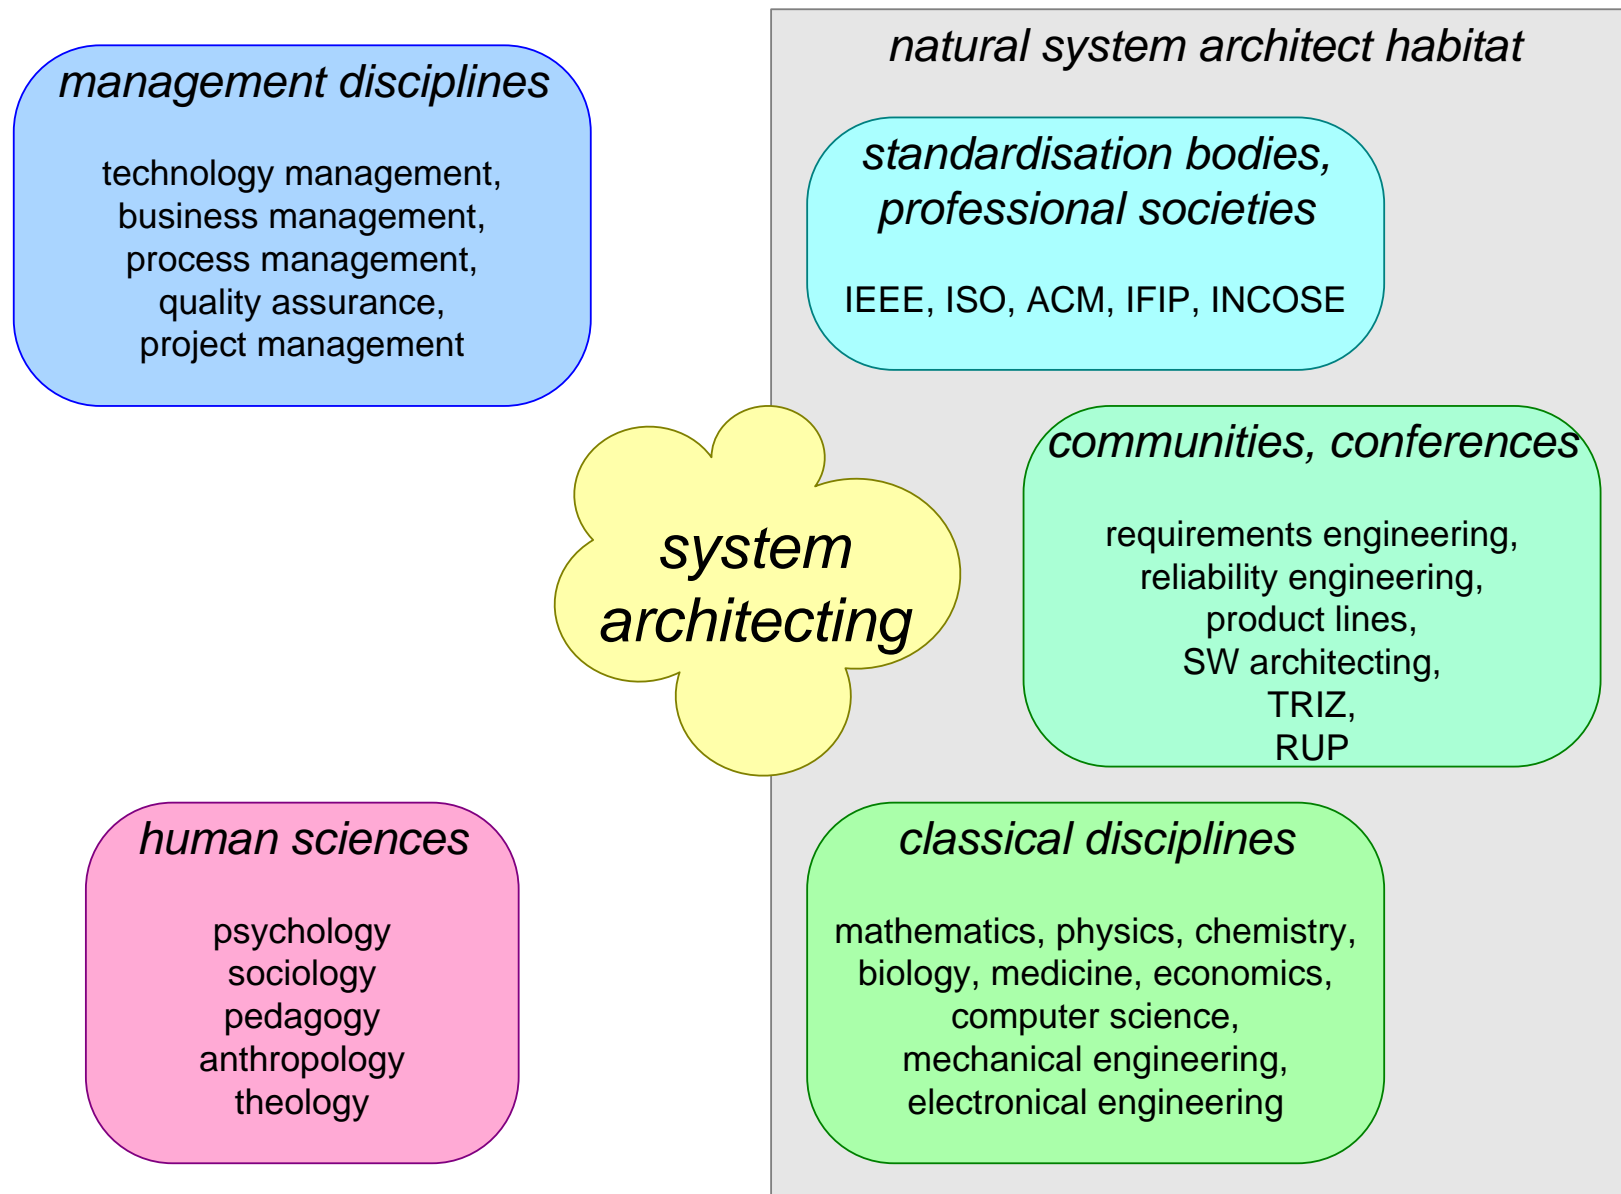 management disciplines
technology management,
business management,
process management,
quality assurance,
project management
natural system architect habitat
standardisation bodies,
professional societies
IEEE, ISO, ACM, IFIP, INCOSE
communities, conferences
requirements engineering,
reliability engineering,
product lines,
SW architecting,
TRIZ,
RUP
system
architecting
human sciences
psychology
sociology
pedagogy
anthropology
theology
classical disciplines
mathematics, physics, chemistry,
biology, medicine, economics,
computer science,
mechanical engineering,
electronical engineering